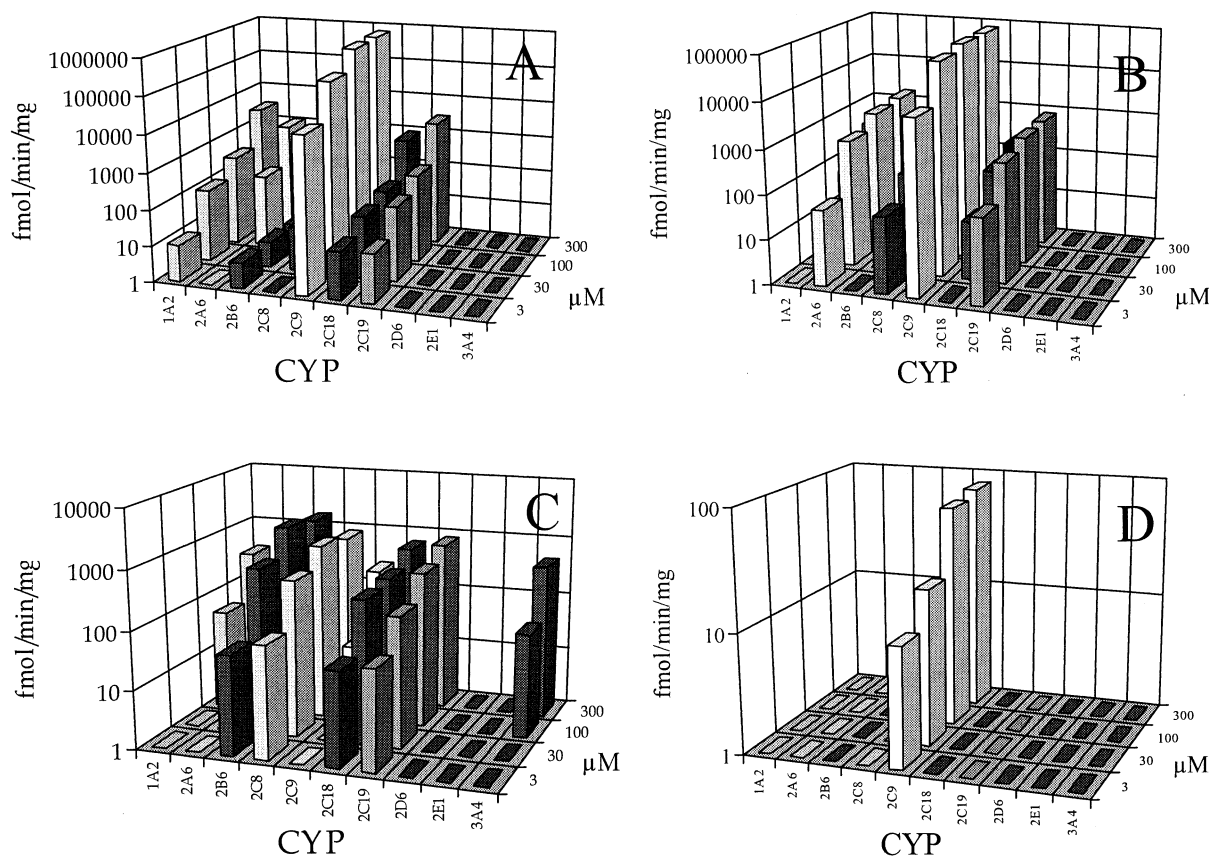 A
fmol/min/mg
1000000
100000
10000
1000
100
10
1
1A2
2A6
2B6
2C8
2C9
2C18
2C19
2D6
2E1
3A4
3
30
100
300
µM
CYP
B
fmol/min/mg
100000
10000
1000
100
10
1
1A2
2A6
2B6
2C8
2C9
2C18
2C19
2D6
2E1
3A4
3
30
100
300
µM
CYP
C
fmol/min/mg
10000
1000
100
10
1
1A2
2A6
2B6
2C8
2C9
2C18
2C19
2D6
2E1
3A4
3
30
100
300
µM
CYP
D
fmol/min/mg
100
10
1
1A2
2A6
2B6
2C8
2C9
2C18
2C19
2D6
2E1
3A4
3
30
100
300
µM
CYP